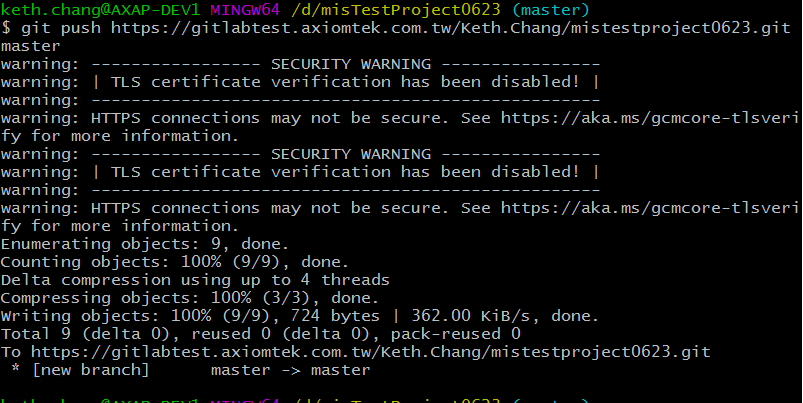 keth.chang@AXAP-DEV1 MINGW64 /d/misTestProject0623 (master)
$ git push https://gitlabtest.axiomtek.com.tw/Keth.Chang/mistestproject0623.git
master
warning: ----------------- SECURITY WARNING ----------------
warning: | TLS certificate verification has been disabled! |
warning: ---------------------------------------------------
warning: HTTPS connections may not be secure. See https://aka.ms/gcmcore-tlsveri
fy for more information.
warning: ----------------- SECURITY WARNING ----------------
warning: | TLS certificate verification has been disabled! |
warning: ---------------------------------------------------
warning: HTTPS connections may not be secure. See https://aka.ms/gcmcore-tlsveri
fy for more information.
Enumerating objects: 9, done.
Counting objects: 100% (9/9), done.
Delta compression using up to 4 threads
Compressing objects: 100% (3/3), done.
Writing objects: 100% (9/9), 724 bytes | 362.00 KiB/s, done.
Total 9 (delta 0), reused 0 (delta 0), pack-reused 0
To https://gitlabtest.axiomtek.com.tw/Keth.Chang/mistestproject0623.git
 * [new branch]      master -> master
keth.chang@AXAP-DEV1 MINGW64 /d/misTestProject0623 (master)